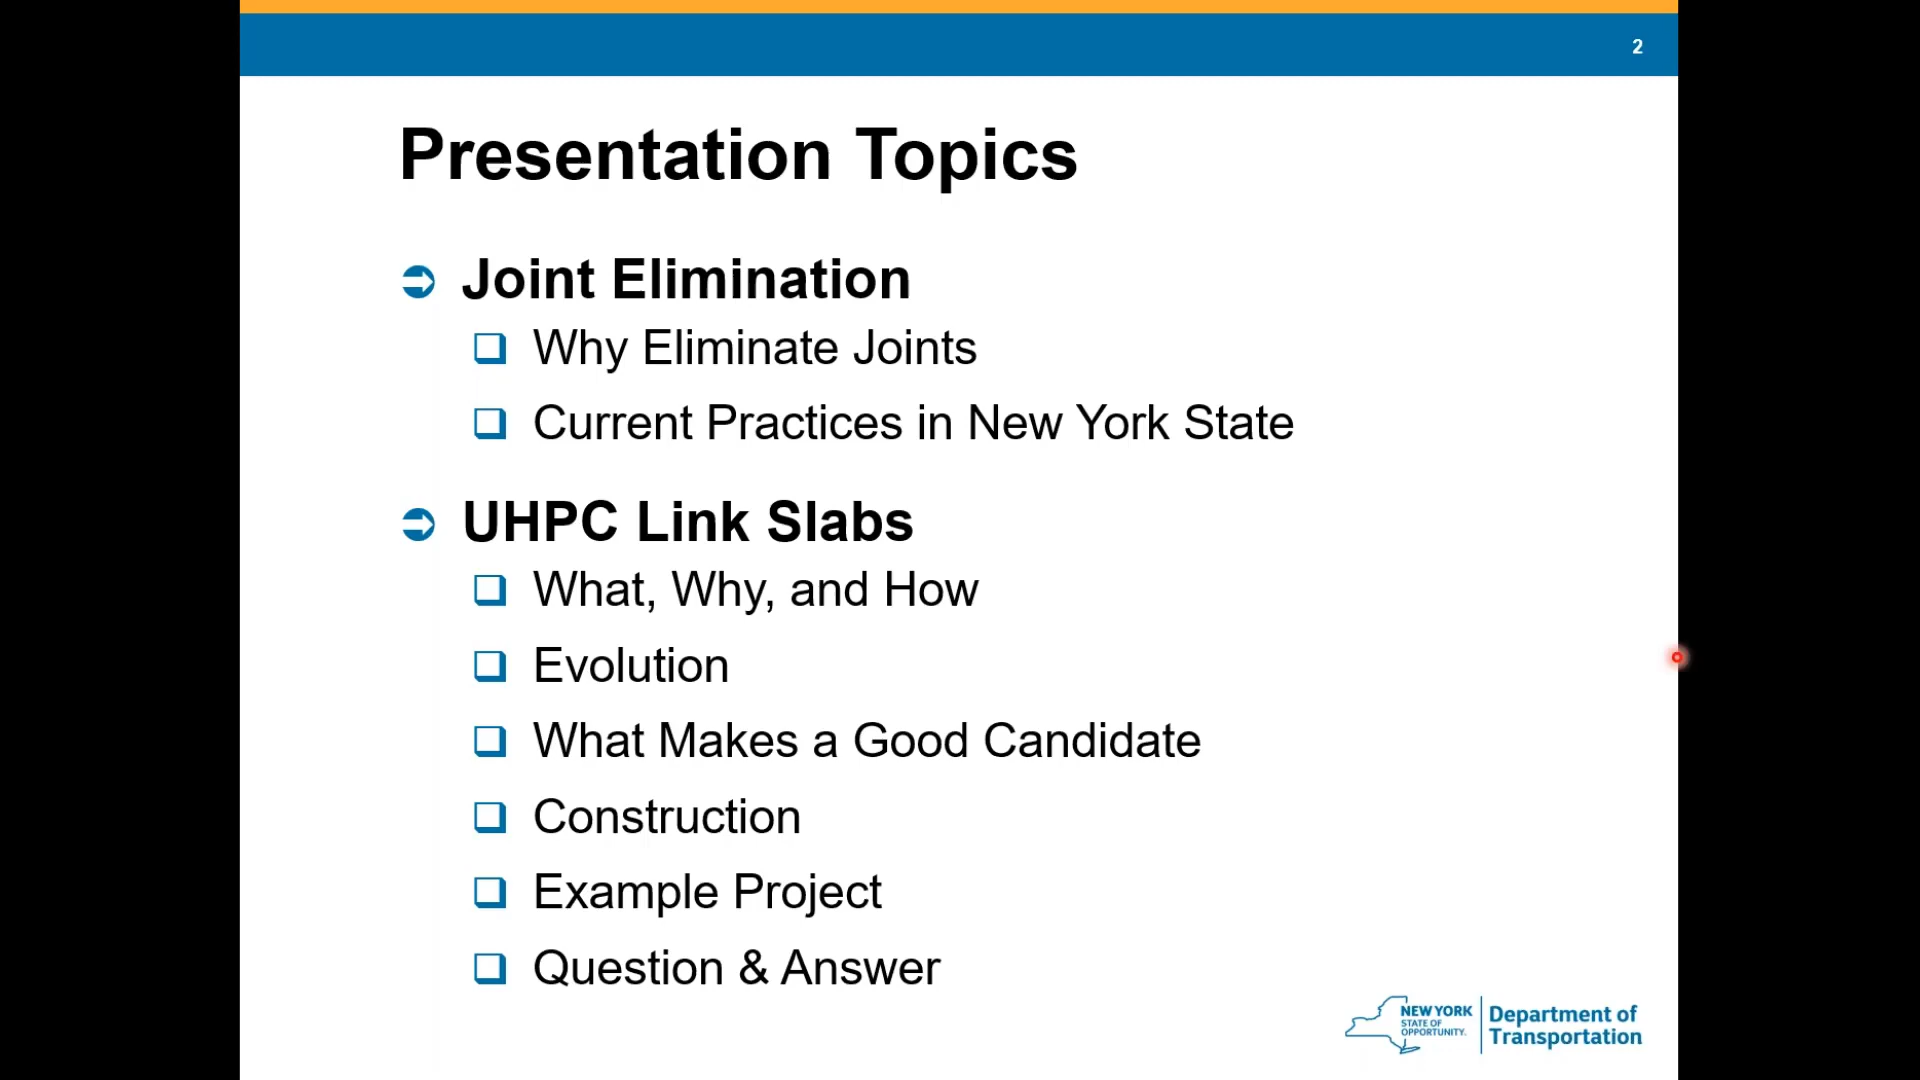 2
Presentation Topics
Joint Elimination
Why Eliminate Joints
Current Practices in New York State
UHPC Link Slabs
What, Why, and How
Evolution
What Makes a Good Candidate
Construction
Example Project
Question & Answer
NEW YORK
STATE OF
OPPORTUNITY.
Department of
Transportation